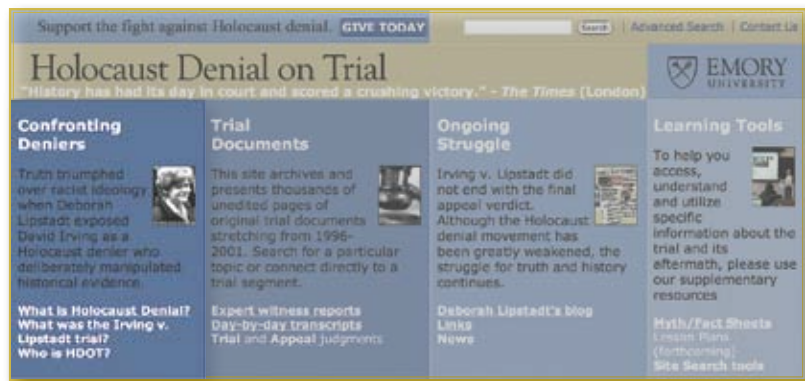 Support the fight against Holocaust denial. GIVE TODAY
Search | Advanced Search | Contact Us
Holocaust Denial on Trial
EMORY
UNIVERSITY
"History has had its day in court and scored a crushing victory." - The Times (London)
Confronting
Deniers
Truth triumphed
over racist ideology
when Deborah
Lipstadt exposed
David Irving as a
Holocaust denier who
deliberately manipulated
historical evidence.
What is Holocaust Denial?
What was the Irving v.
Lipstadt trial?
Who is HDOT?
Trial
Documents
This site archives and
presents thousands of
unedited pages of
original trial documents
stretching from 1996-
2001. Search for a particular
topic or connect directly to a
trial segment.
Expert witness reports
Day-by-day transcripts
Trial and Appeal judgments
Ongoing
Struggle
Irving v. Lipstadt did
not end with the final
appeal verdict.
Although the Holocaust
denial movement has
been greatly weakened, the
struggle for truth and history
continues.
Deborah Lipstadt's blog
Links
News
Learning Tools
To help you
access,
understand
and utilize
specific
information about the
trial and its
aftermath, please use
our supplementary
resources
Myth/Fact Sheets
Lesson Plans
(forthcoming)
Site Search tools